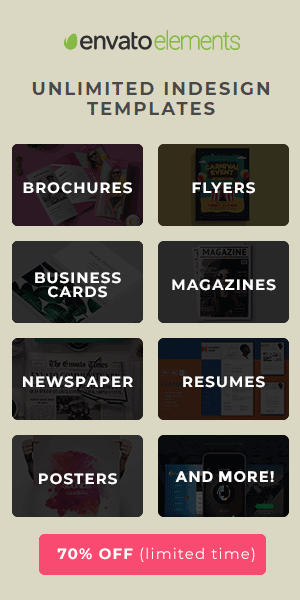 envato elements
UNLIMITED INDESIGN
TEMPLATES
BROCHURES
FLYERS
CARNIVAL
EVENT
BUSINESS
CARDS
MAGAZINES
MAGAZINE
NEWSPAPER
The Envato Times
RESUMES
POSTERS
AND MORE!
70% OFF (limited time)